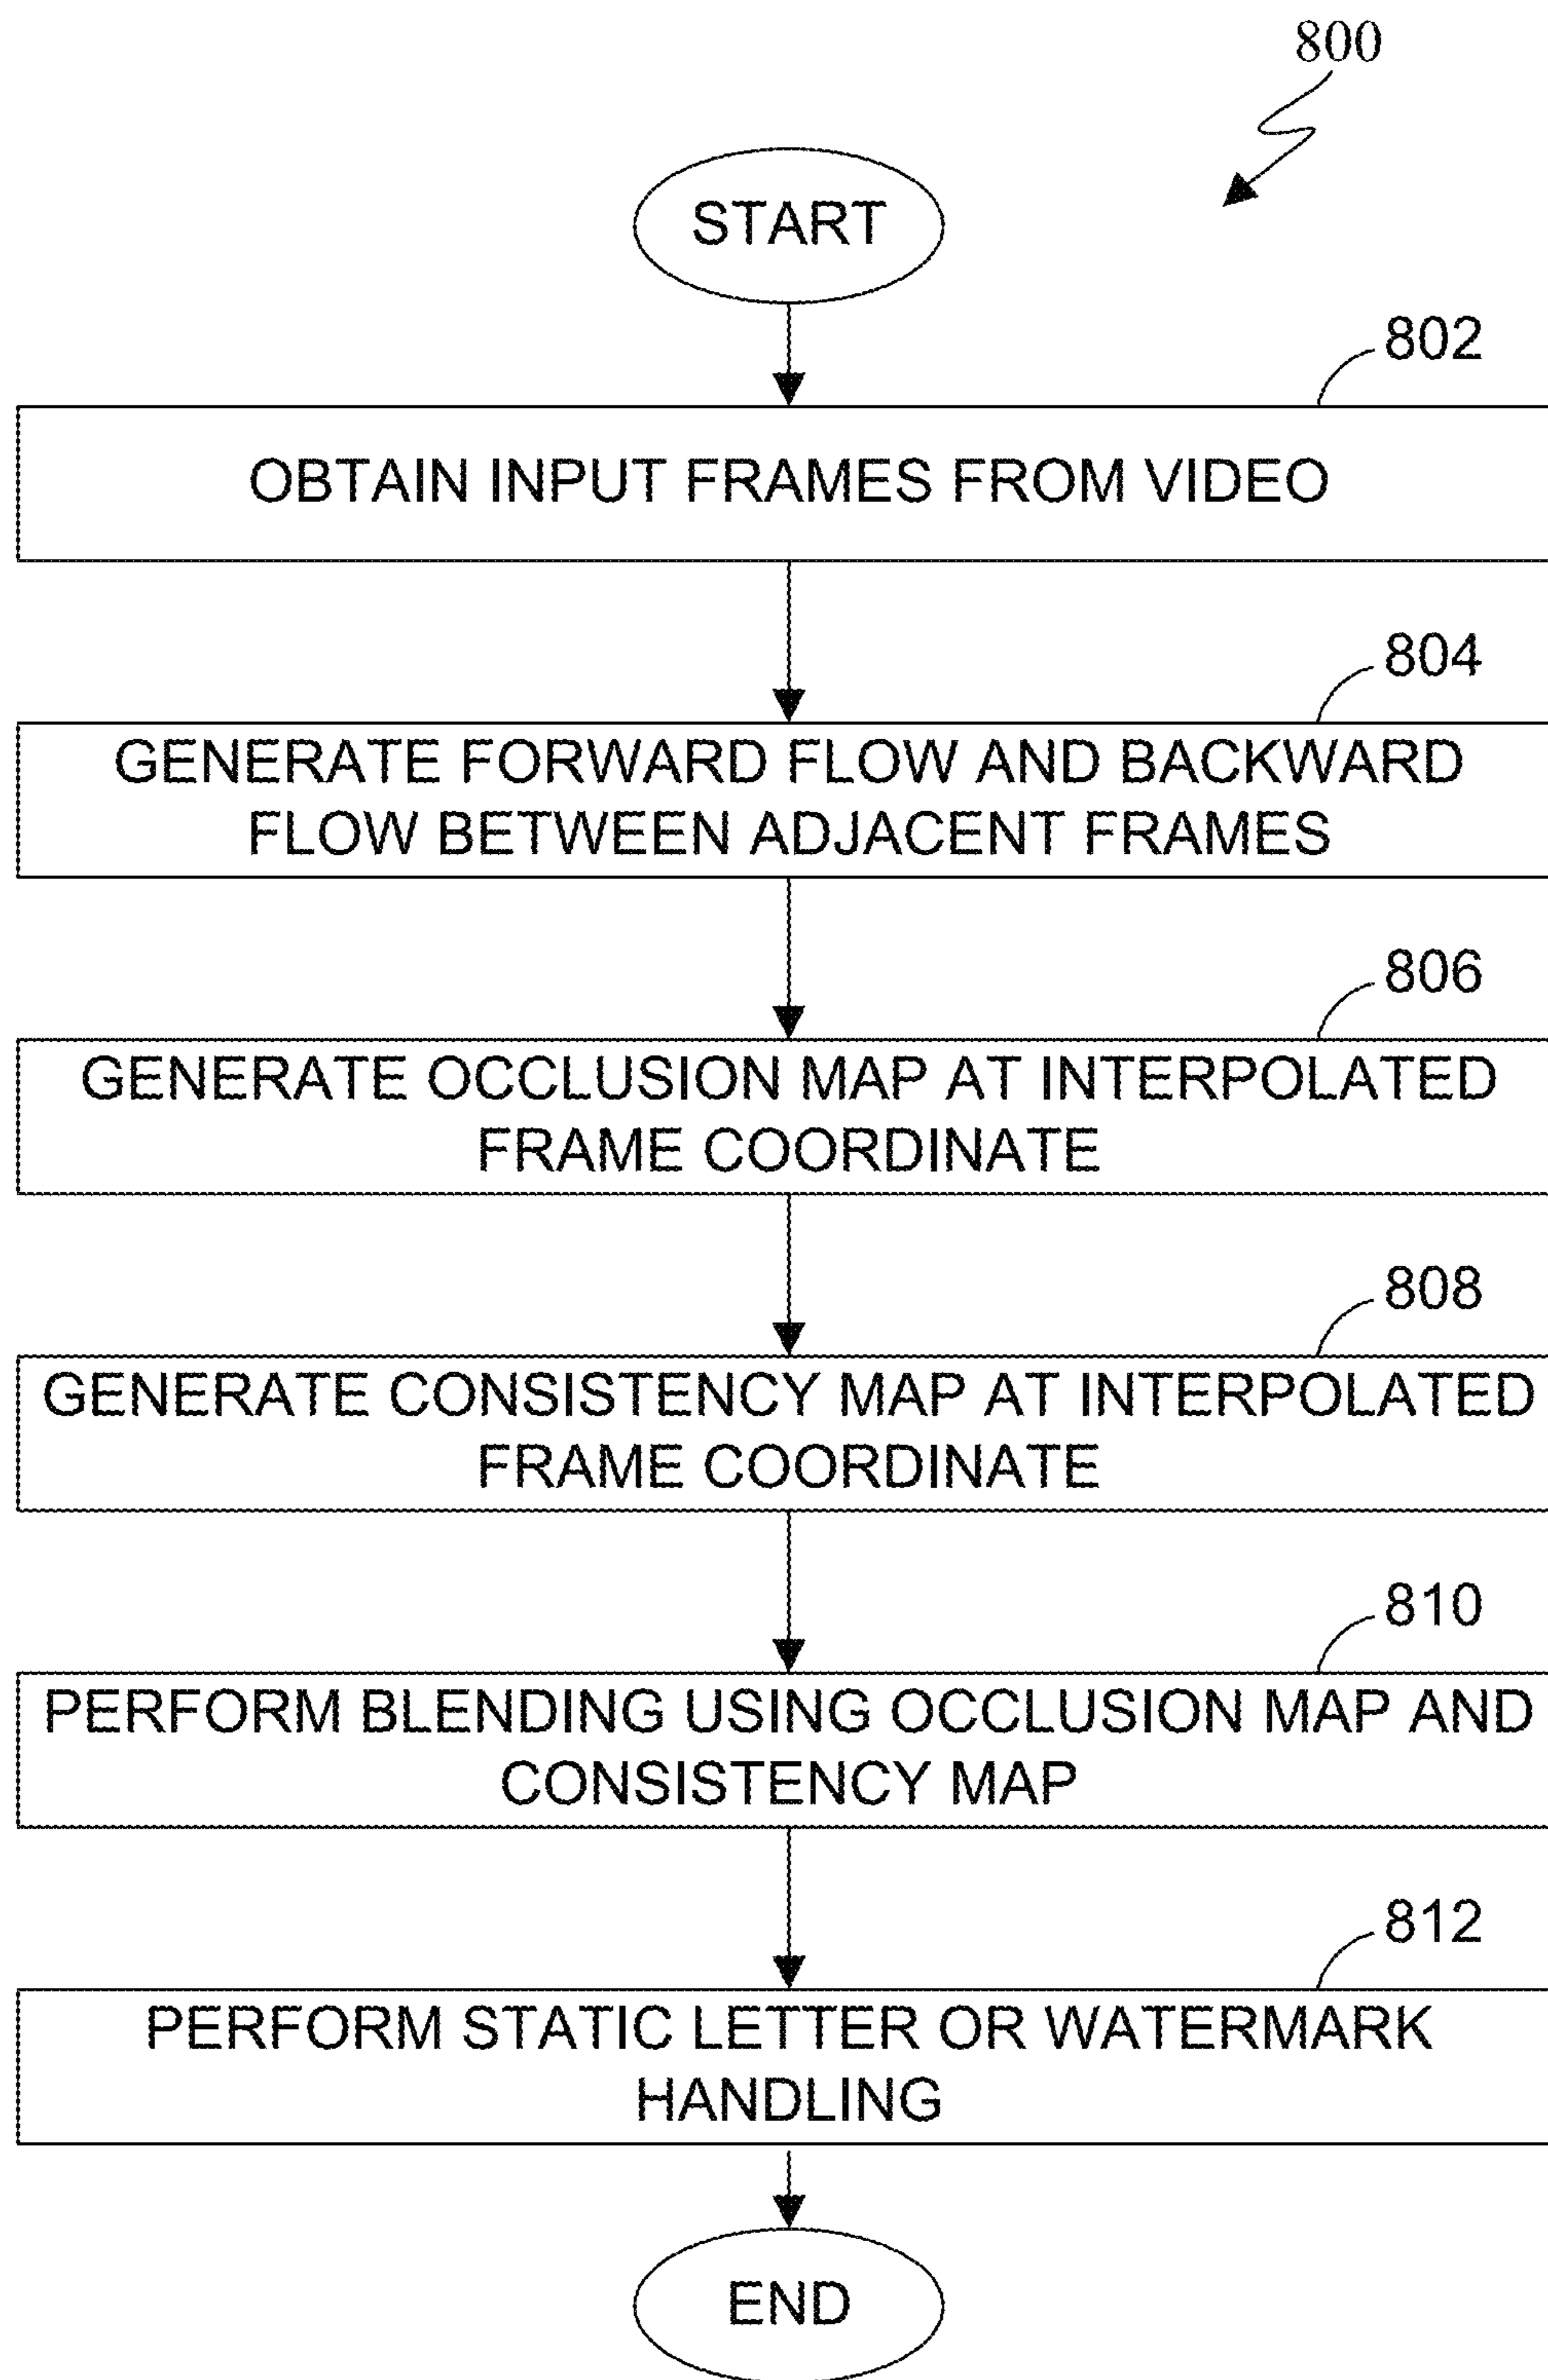 800
START
802
OBTAIN INPUT FRAMES FROM VIDEO
804
GENERATE FORWARD FLOW AND BACKWARD
FLOW BETWEEN ADJACENT FRAMES
806
GENERATE OCCLUSION MAP AT INTERPOLATED
FRAME COORDINATE
808
GENERATE CONSISTENCY MAP AT INTERPOLATED
FRAME COORDINATE
810
PERFORM BLENDING USING OCCLUSION MAP AND
CONSISTENCY MAP
812
PERFORM STATIC LETTER OR WATERMARK
HANDLING
END